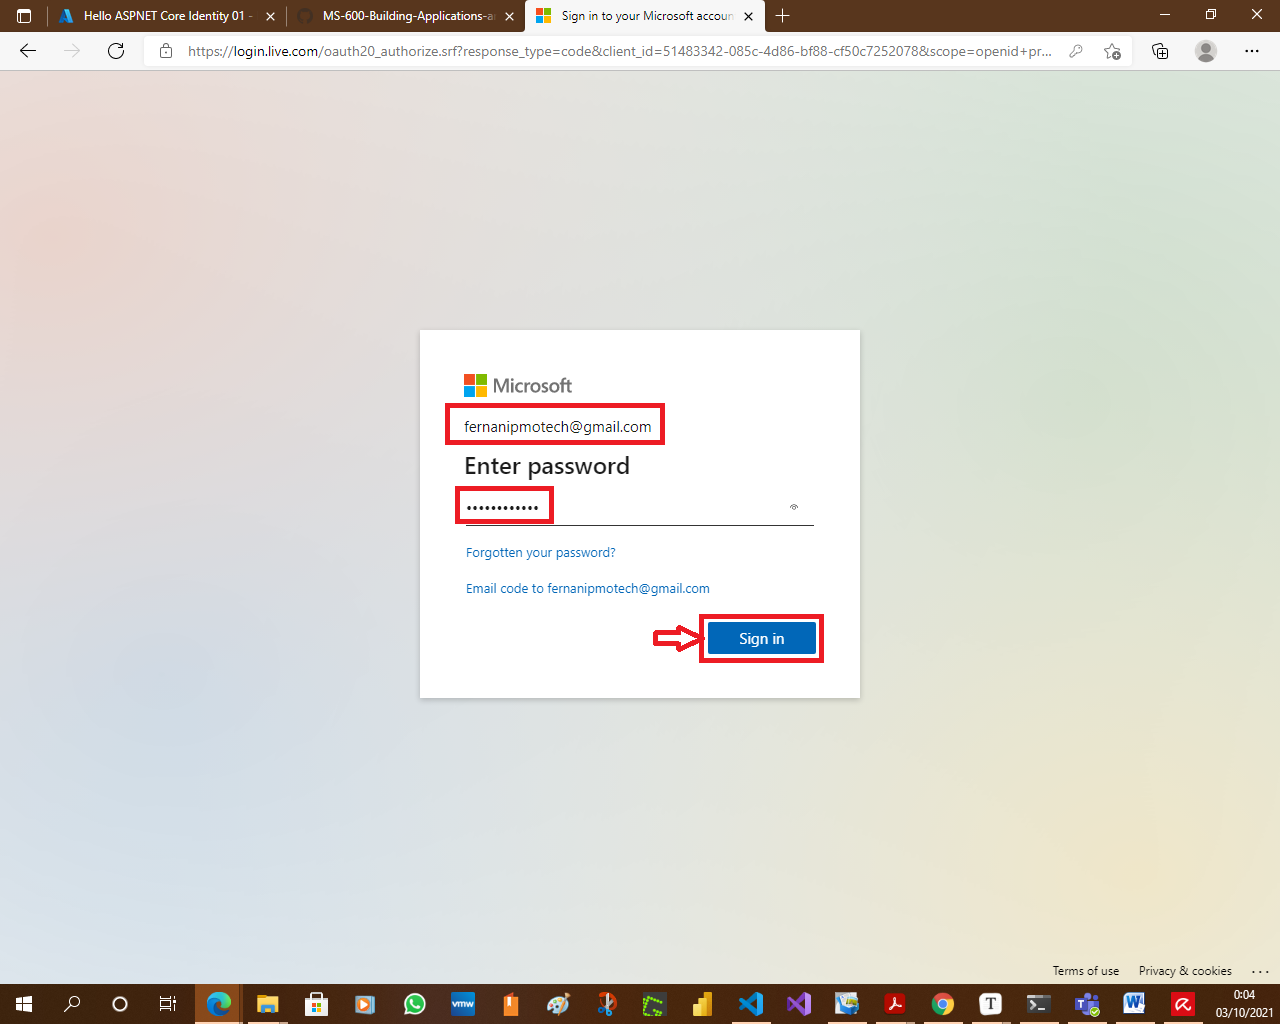 Hello ASPNET Core Identity 01 -
MS-600-Building-Applications-a
Sign in to your Microsoft accoun
https://login.live.com/oauth20_authorize.srf?response_type=code&client_id=51483342-085c-4d86-bf88-cf50c7252078&scope=openid+pr...
Microsoft
fernanipmotech@gmail.com
Enter password
••••••••••••
Forgotten your password?
Email code to fernanipmotech@gmail.com
Sign in
Terms of use
Privacy & cookies
...
vmw
T
W
0:04
03/10/2021